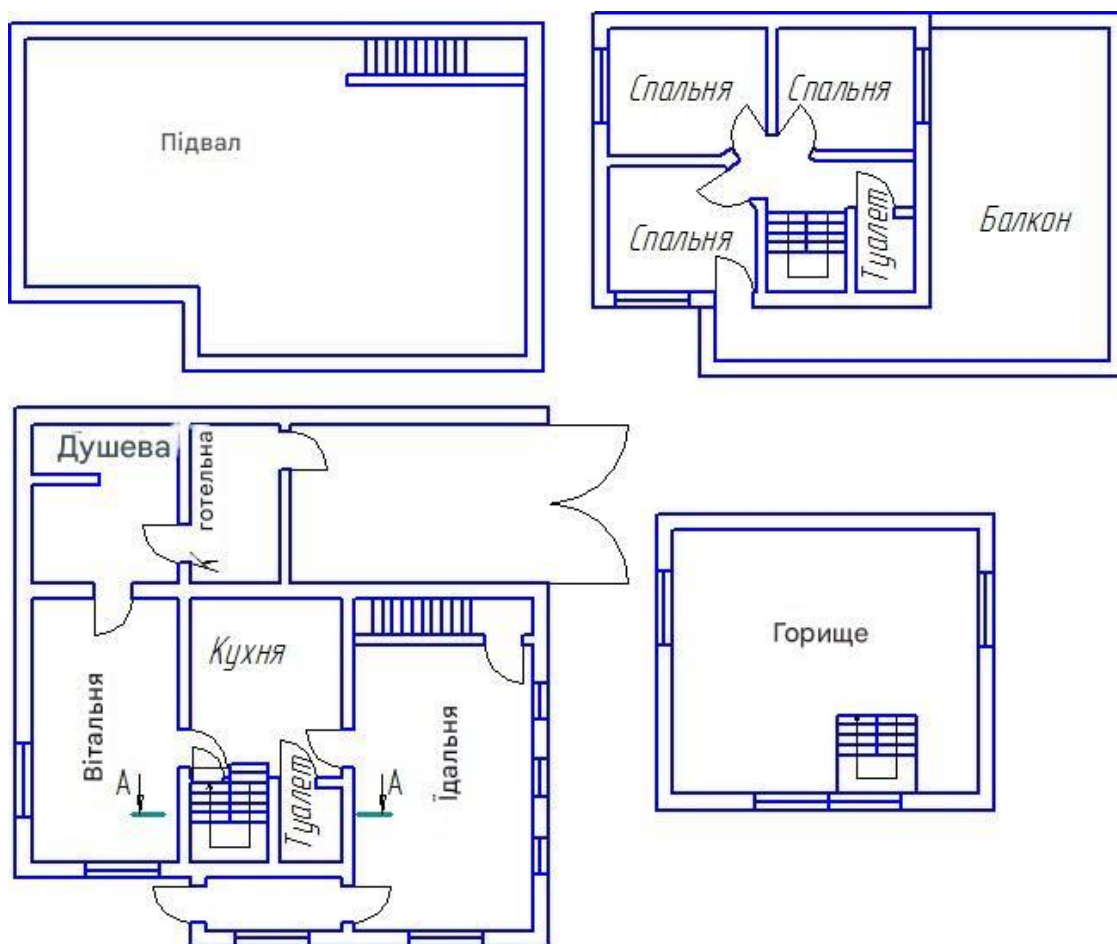 Підвал
Спальня
Спальня
Спальня
Туалет
Балкон
Душева
К
готельна
Кухня
Вітальня
Їдальня
Туалет
А
А
Горище